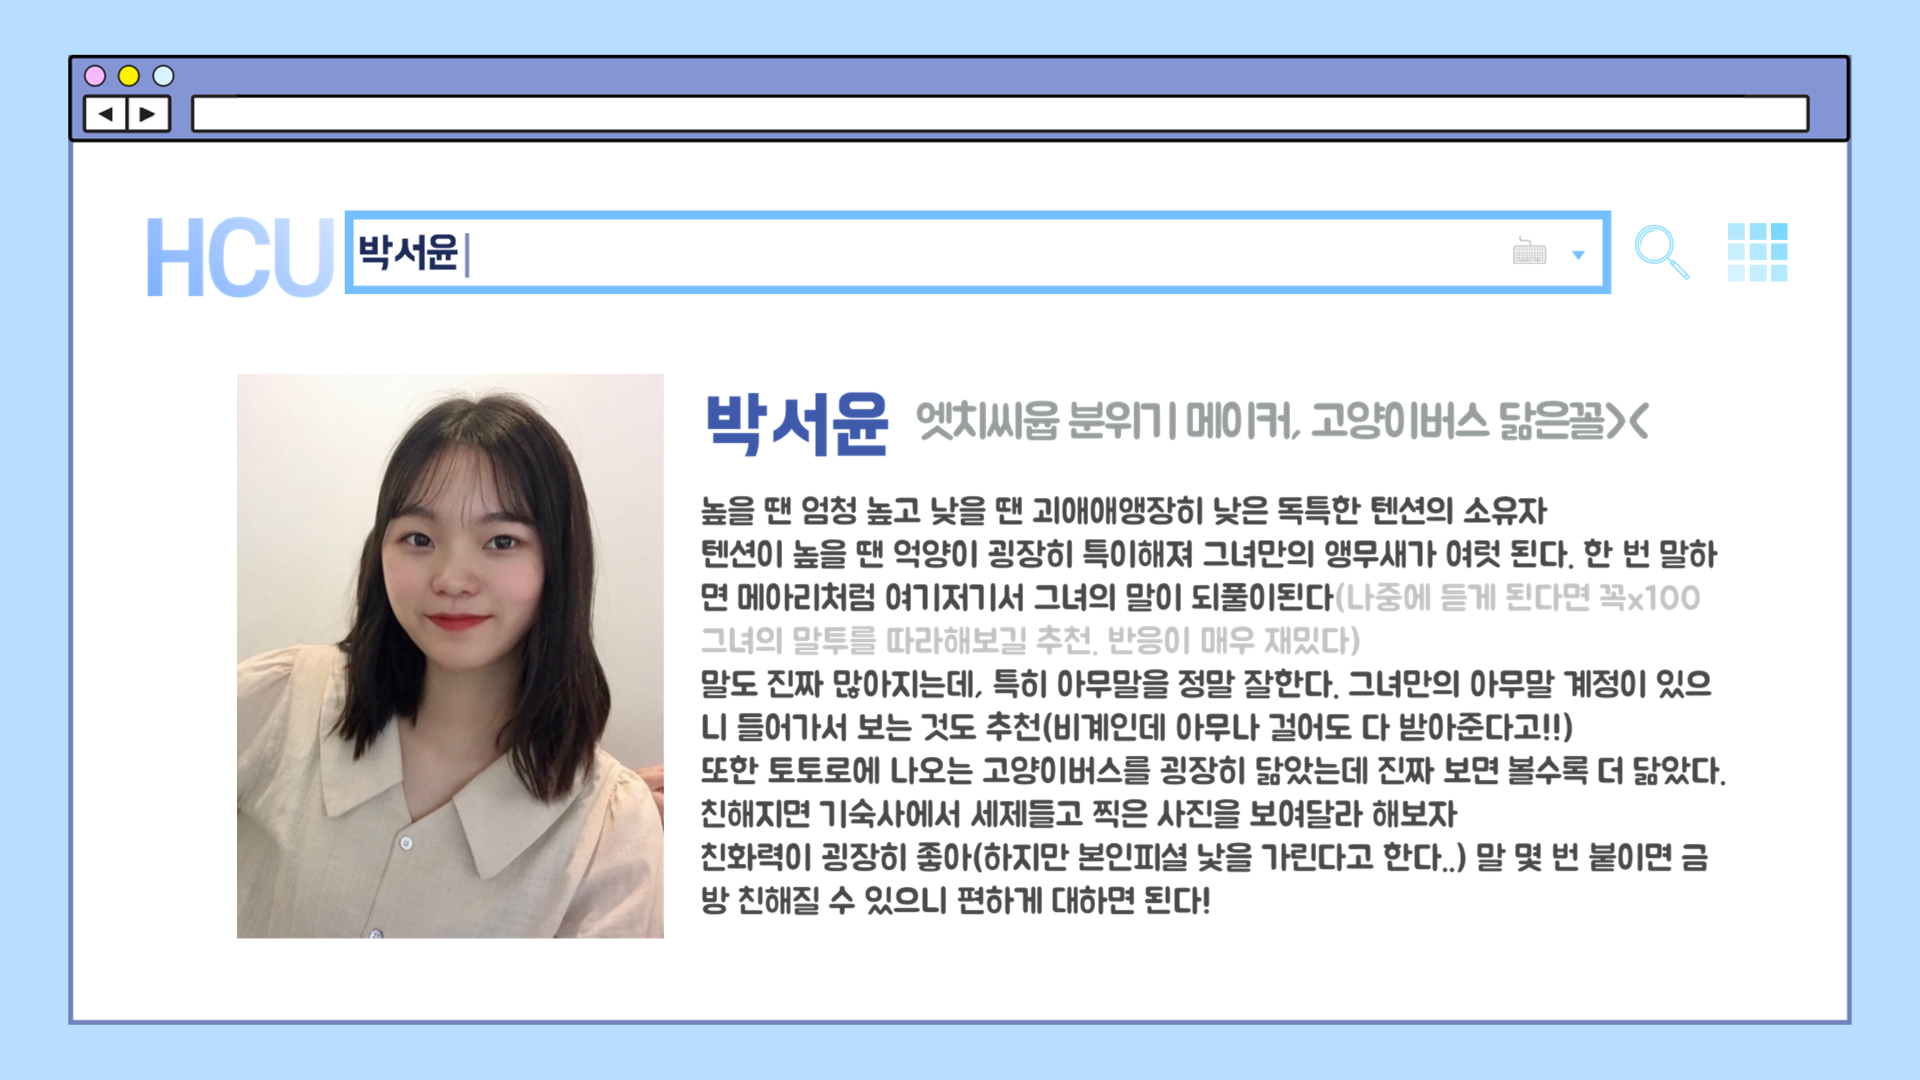 HCU
박서윤
박서윤 엣치씨윱 분위기 메이커, 고양이버스 닮은꼴><
높을 땐 엄청 높고 낮을 땐 괴애애앵장히 낮은 독특한 텐션의 소유자
텐션이 높을 땐 억양이 굉장히 특이해져 그녀만의 앵무새가 여럿 된다. 한 번 말하
면 메아리처럼 여기저기서 그녀의 말이 되풀이된다(나중에 듣게 된다면 꼭x100
그녀의 말투를 따라해보길 추천. 반응이 매우 재밌다)
말도 진짜 많아지는데, 특히 아무말을 정말 잘한다. 그녀만의 아무말 계정이 있으
니 들어가서 보는 것도 추천(비계인데 아무나 걸어도 다 받아준다고!!)
또한 토토로에 나오는 고양이버스를 굉장히 닮았는데 진짜 보면 볼수록 더 닮았다.
친해지면 기숙사에서 세제들고 찍은 사진을 보여달라 해보자
친화력이 굉장히 좋아(하지만 본인피셜 낯을 가린다고 한다..) 말 몇 번 붙이면 금
방 친해질 수 있으니 편하게 대하면 된다!